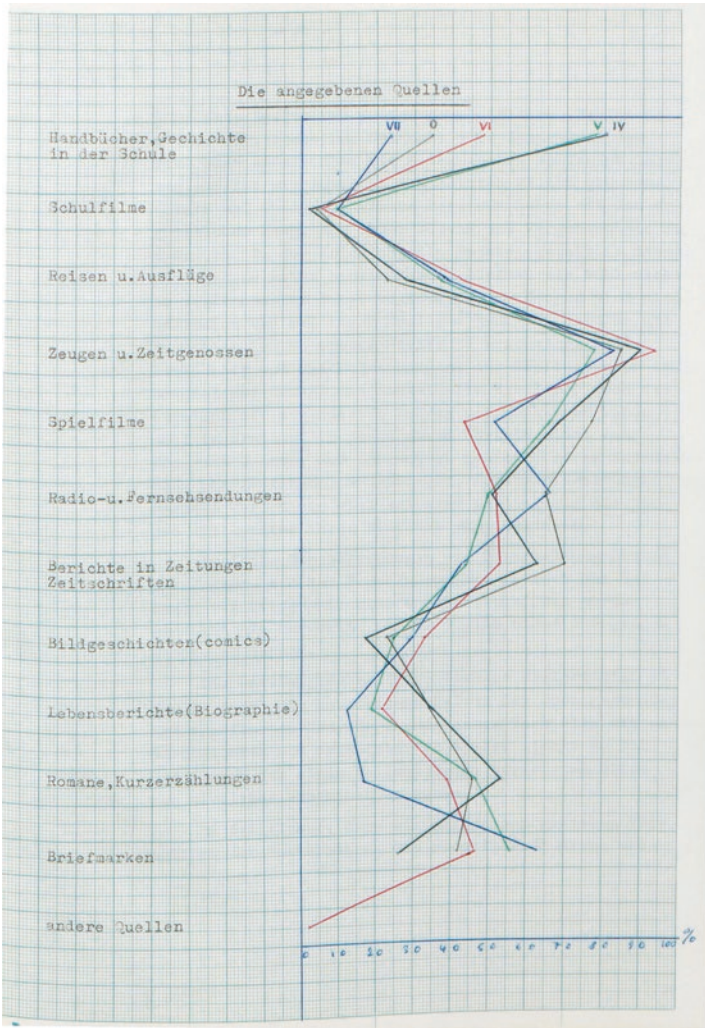 Die angegebenen Quellen
VII O VI V IV
Handbücher,Gechichte
in der Schule
Schulfilme
Reisen u.Ausflüge
Zeugen u.Zeitgenossen
Spielfilme
Radio-u.Fernsehsendungen
Berichte in Zeitungen
Zeitschriften
Bildgeschichten(comics)
Lebensberichte(Biographie)
Romane,Kurzerzählungen
Briefmarken
andere Quellen
0 10 20 30 40 50 60 70 80 90 100 %